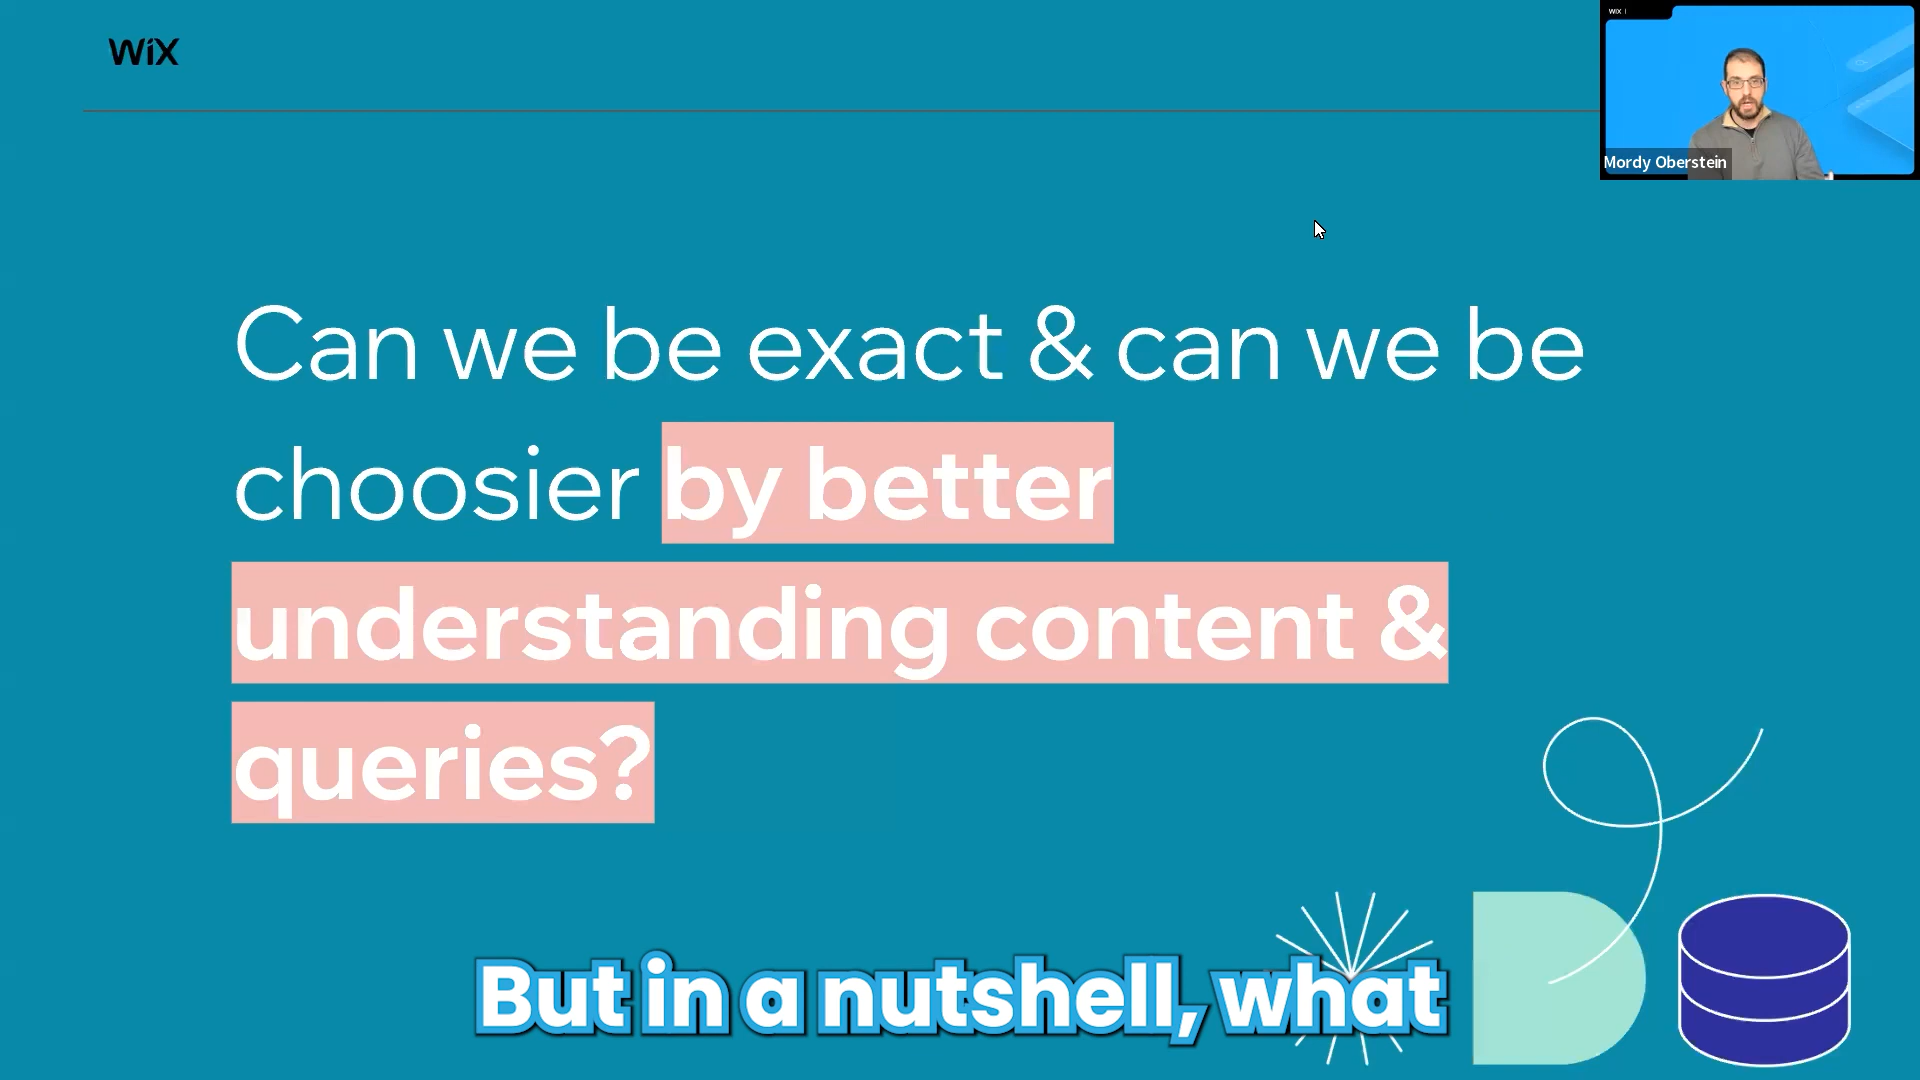 WiX
WiX
Mordy Oberstein
Can we be exact & can we be
choosier by better
understanding content &
queries?
But in a nutshell, what